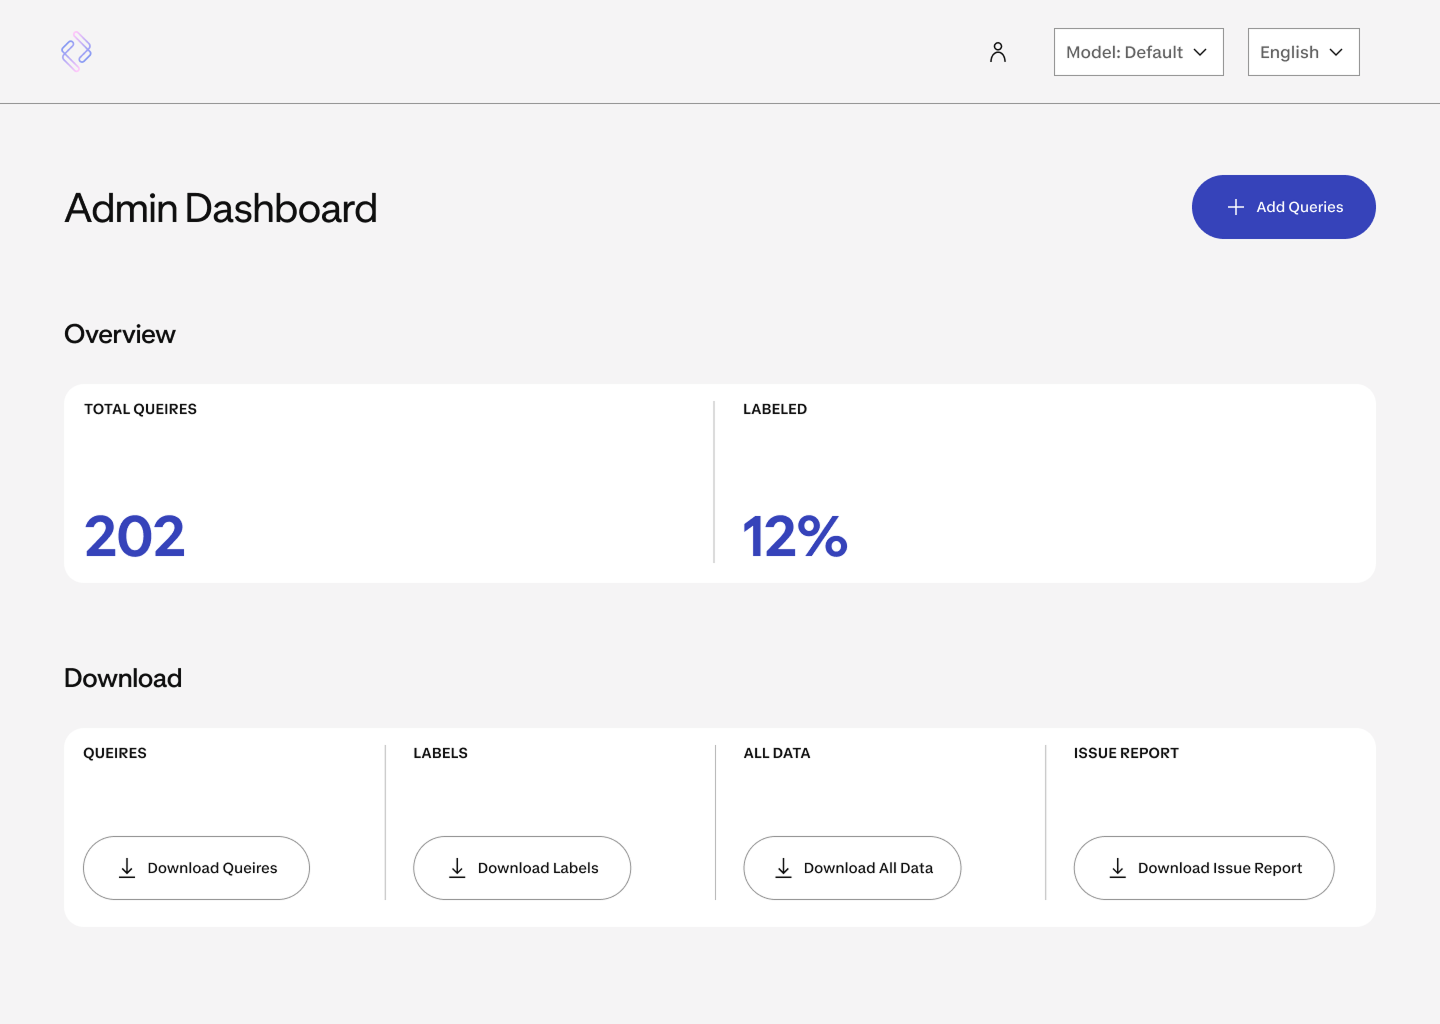 Model: Default
English
Admin Dashboard
Add Queries
Overview
TOTAL QUEIRES
LABELED
202
12%
Download
QUEIRES
LABELS
ALL DATA
ISSUE REPORT
Download Queires
Download Labels
Download All Data
Download Issue Report